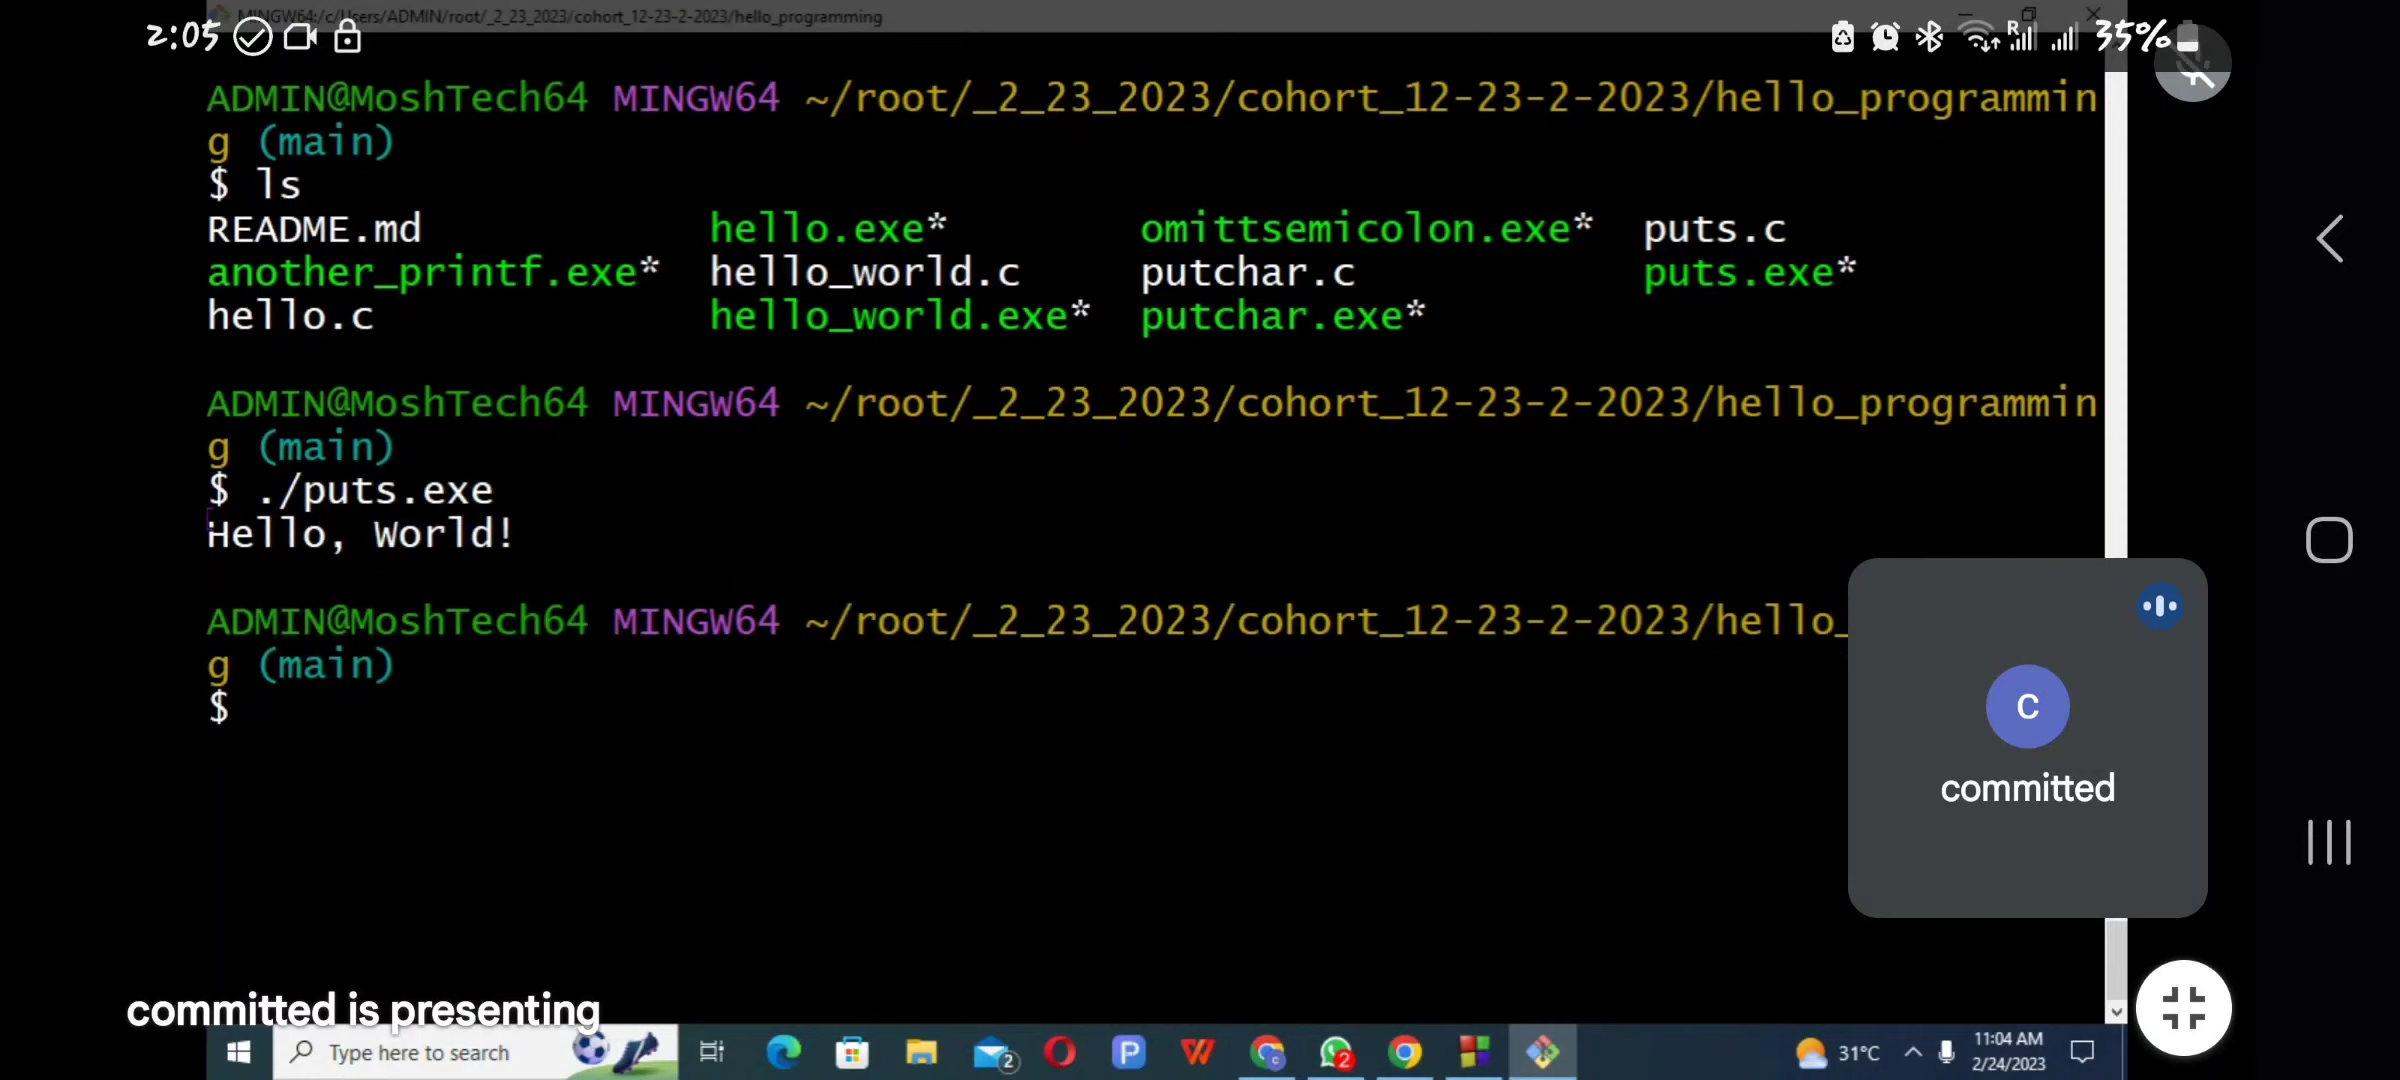 MINGW64:/c/Users/ADMIN/root/_2_23_2023/cohort_12-23-2-2023/hello_programming
2:05
R
35%
ADMIN@MoshTech64 MINGW64 ~/root/_2_23_2023/cohort_12-23-2-2023/hello_programmin
g (main)
$ ls
README.md hello.exe* omittsemicolon.exe* puts.c
another_printf.exe* hello_world.c putchar.c puts.exe*
hello.c hello_world.exe* putchar.exe*
ADMIN@MoshTech64 MINGW64 ~/root/_2_23_2023/cohort_12-23-2-2023/hello_programmin
g (main)
$ ./puts.exe
Hello, World!
ADMIN@MoshTech64 MINGW64 ~/root/_2_23_2023/cohort_12-23-2-2023/hello_
g (main)
$
C
committed
committed is presenting
Type here to search
2
P
W
C
2
31°C
11:04 AM
2/24/2023